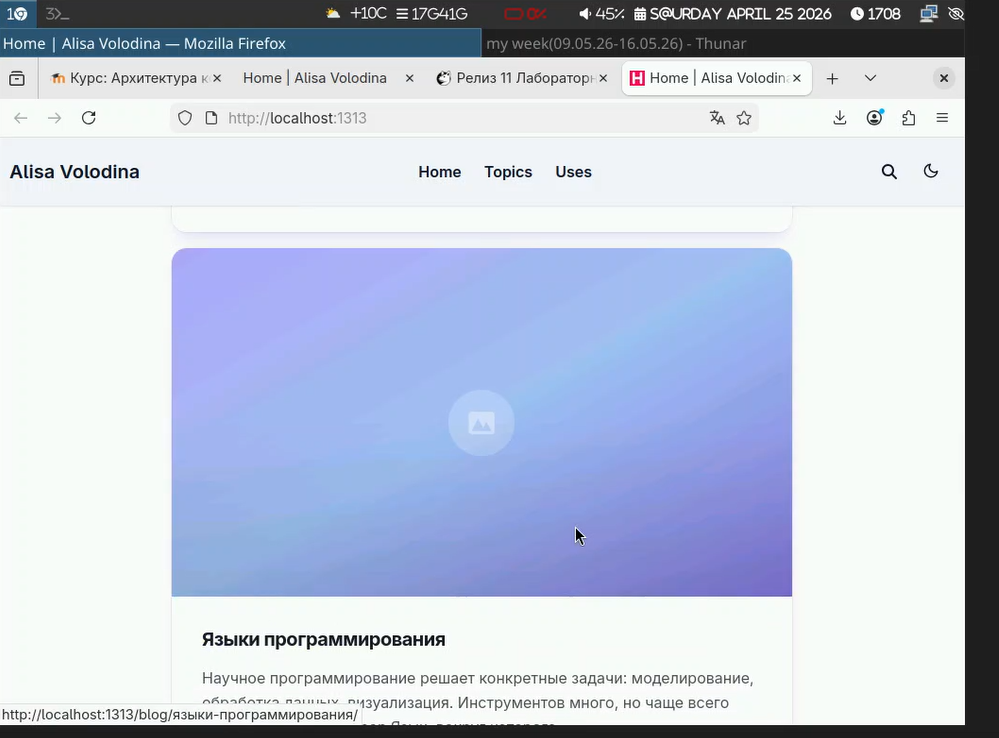 1
3
+10C 17G41G 0% 45% S@URDAY APRIL 25 2026 1708
Home | Alisa Volodina — Mozilla Firefox
my week(09.05.26-16.05.26) - Thunar
Курс: Архитектура к
Home | Alisa Volodina
Релиз 11 Лаборатор
Home | Alisa Volodin
http://localhost:1313
Alisa Volodina
Home Topics Uses
Языки программирования
Научное программирование решает конкретные задачи: моделирование,
обработка данных, визуализация. Инструментов много, но чаще всего
http://localhost:1313/blog/языки-программирования/